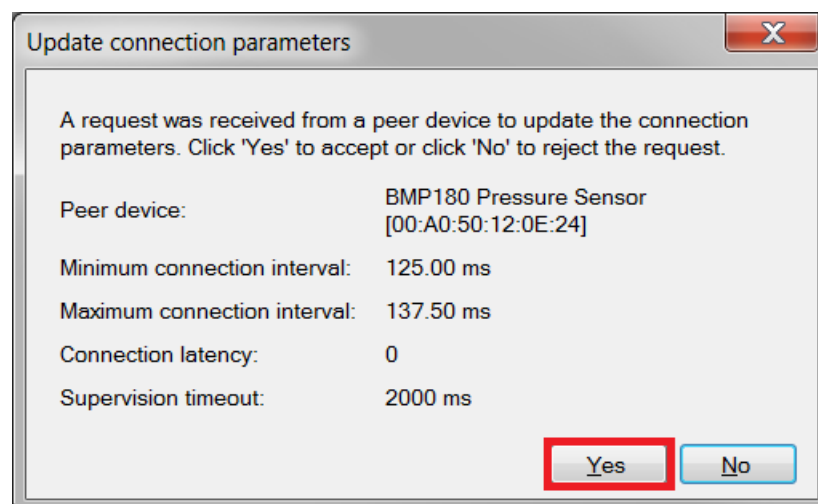 Update connection parameters
A request was received from a peer device to update the connection
parameters. Click 'Yes' to accept or click 'No' to reject the request.
Peer device: BMP180 Pressure Sensor
[00:A0:50:12:0E:24]
Minimum connection interval: 125.00 ms
Maximum connection interval: 137.50 ms
Connection latency: 0
Supervision timeout: 2000 ms
Yes No